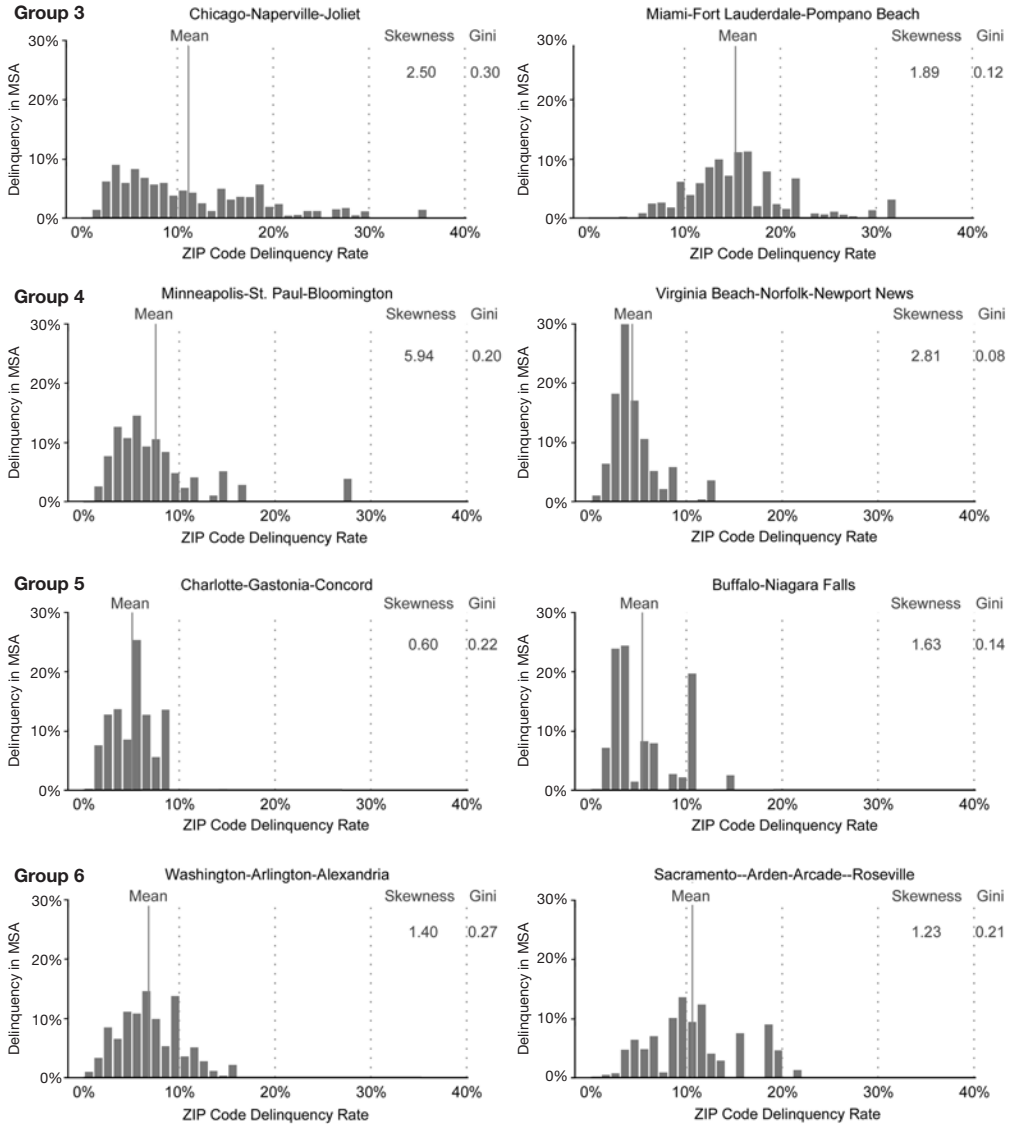 Group 3
Chicago-Naperville-Joliet
Mean
Skewness Gini
2.50 0.30
Delinquency in MSA
30%
20%
10%
0%
0% 10% 20% 30% 40%
ZIP Code Delinquency Rate
Miami-Fort Lauderdale-Pompano Beach
Mean
Skewness Gini
1.89 0.12
Delinquency in MSA
30%
20%
10%
0%
0% 10% 20% 30% 40%
ZIP Code Delinquency Rate
Group 4
Minneapolis-St. Paul-Bloomington
Mean
Skewness Gini
5.94 0.20
Delinquency in MSA
30%
20%
10%
0%
0% 10% 20% 30% 40%
ZIP Code Delinquency Rate
Virginia Beach-Norfolk-Newport News
Mean
Skewness Gini
2.81 0.08
Delinquency in MSA
30%
20%
10%
0%
0% 10% 20% 30% 40%
ZIP Code Delinquency Rate
Group 5
Charlotte-Gastonia-Concord
Mean
Skewness Gini
0.60 0.22
Delinquency in MSA
30%
20%
10%
0%
0% 10% 20% 30% 40%
ZIP Code Delinquency Rate
Buffalo-Niagara Falls
Mean
Skewness Gini
1.63 0.14
Delinquency in MSA
30%
20%
10%
0%
0% 10% 20% 30% 40%
ZIP Code Delinquency Rate
Group 6
Washington-Arlington-Alexandria
Mean
Skewness Gini
1.40 0.27
Delinquency in MSA
30%
20%
10%
0%
0% 10% 20% 30% 40%
ZIP Code Delinquency Rate
Sacramento--Arden-Arcade--Roseville
Mean
Skewness Gini
1.23 0.21
Delinquency in MSA
30%
20%
10%
0%
0% 10% 20% 30% 40%
ZIP Code Delinquency Rate